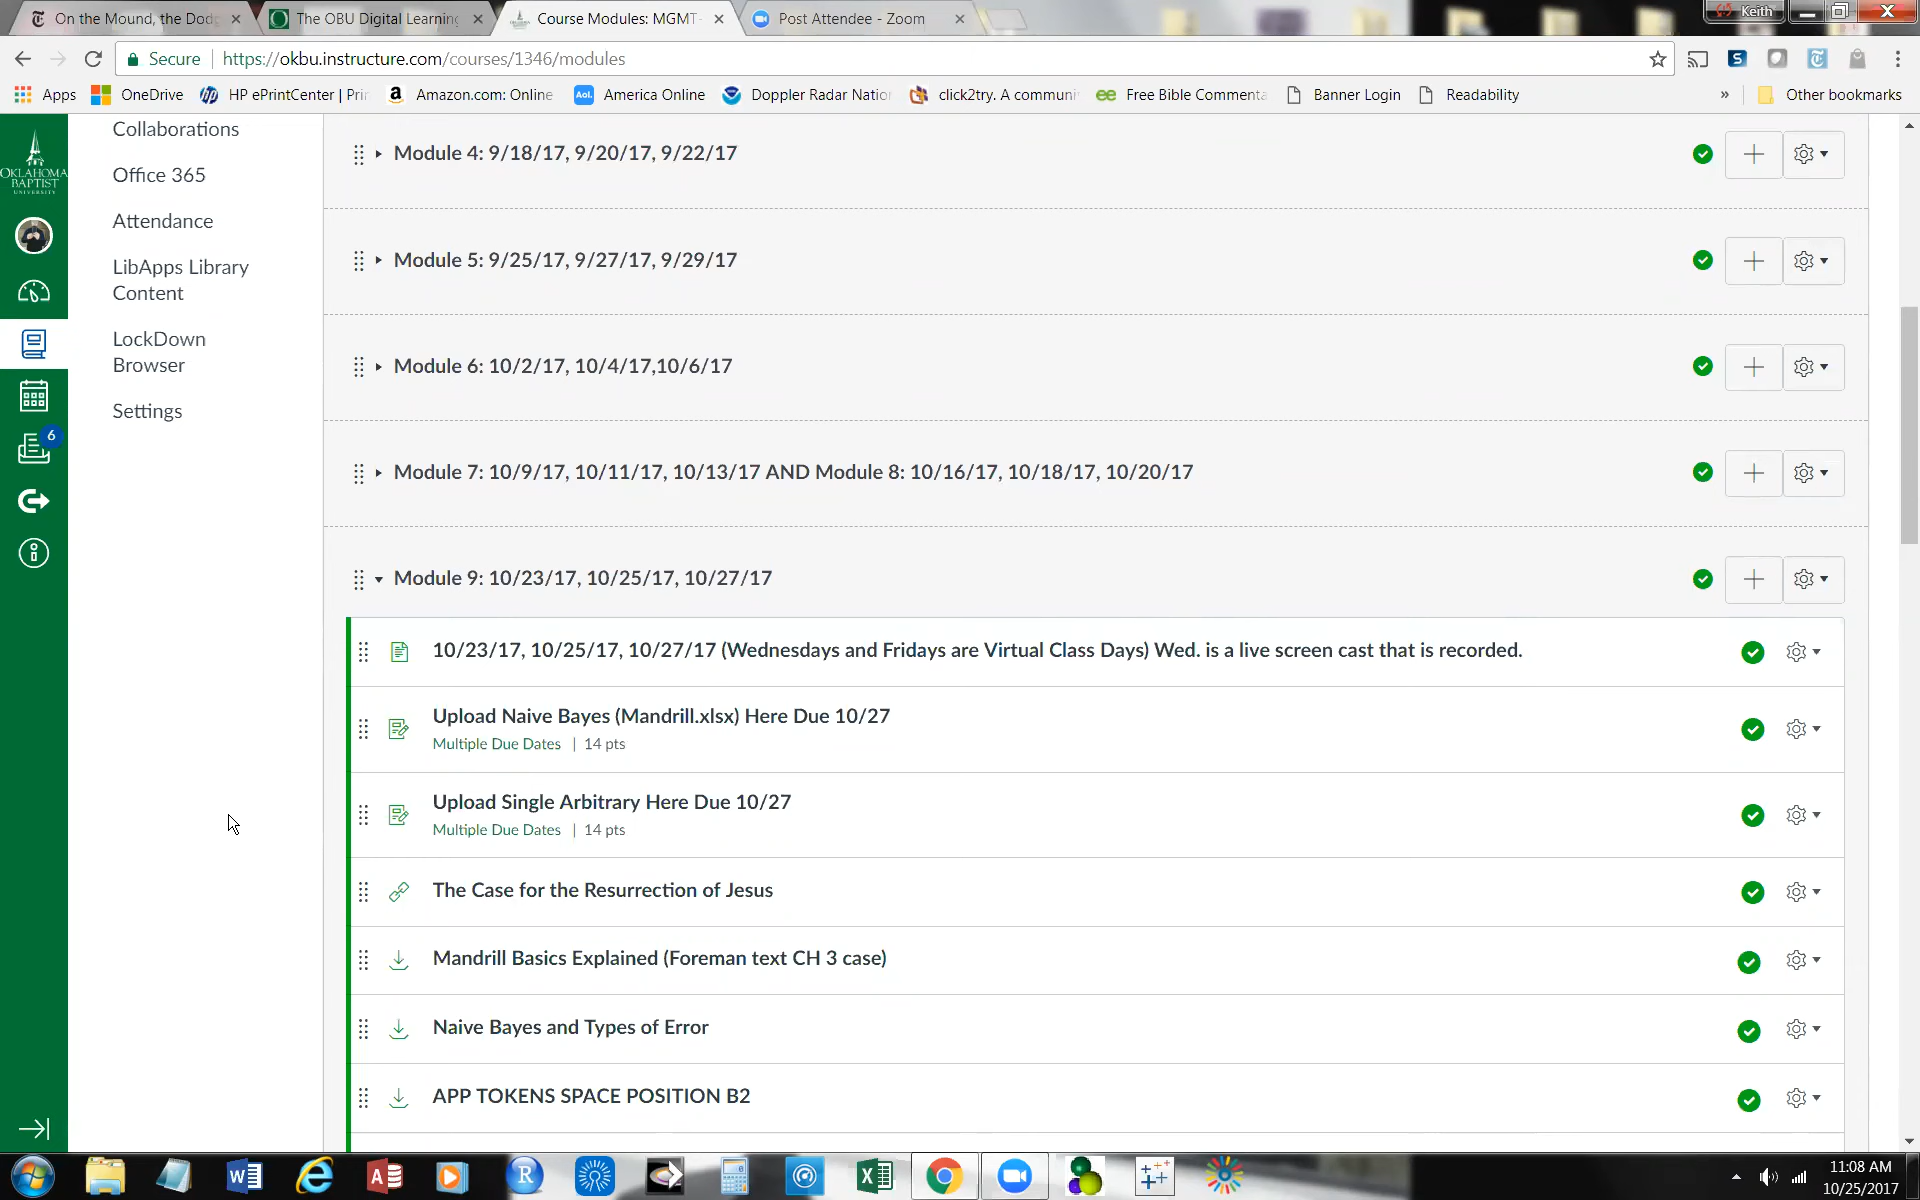 On the Mound, the Dod
The OBU Digital Learning
Course Modules: MGMT-
Post Attendee - Zoom
Keith
Secure https://okbu.instructure.com/courses/1346/modules
Apps
OneDrive
HP ePrintCenter | Prin
Amazon.com: Online
America Online
Doppler Radar Nation
click2try. A communi
Free Bible Commenta
Banner Login
Readability
»
Other bookmarks
OKLAHOMA
BAPTIST
UNIVERSITY
6
Collaborations
Office 365
Attendance
LibApps Library
Content
LockDown
Browser
Settings
Module 4: 9/18/17, 9/20/17, 9/22/17
Module 5: 9/25/17, 9/27/17, 9/29/17
Module 6: 10/2/17, 10/4/17,10/6/17
Module 7: 10/9/17, 10/11/17, 10/13/17 AND Module 8: 10/16/17, 10/18/17, 10/20/17
Module 9: 10/23/17, 10/25/17, 10/27/17
10/23/17, 10/25/17, 10/27/17 (Wednesdays and Fridays are Virtual Class Days) Wed. is a live screen cast that is recorded.
Upload Naive Bayes (Mandrill.xlsx) Here Due 10/27
Multiple Due Dates | 14 pts
Upload Single Arbitrary Here Due 10/27
Multiple Due Dates | 14 pts
The Case for the Resurrection of Jesus
Mandrill Basics Explained (Foreman text CH 3 case)
Naive Bayes and Types of Error
APP TOKENS SPACE POSITION B2
11:08 AM
10/25/2017